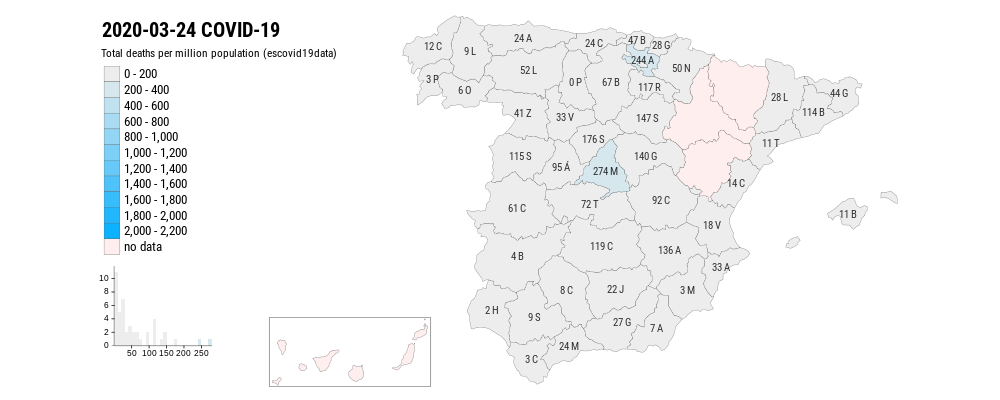 2020-03-24 COVID-19
Total deaths per million population (escovid19data)
0 - 200
200 - 400
400 - 600
600 - 800
800 - 1,000
1,000 - 1,200
1,200 - 1,400
1,400 - 1,600
1,600 - 1,800
1,800 - 2,000
2,000 - 2,200
no data
10
8
6
4
2
0
50 100 150 200 250
12 C
9 L
24 A
24 C
47 B
28 G
244 A
50 N
3 P
6 O
52 L
0 P
67 B
117 R
28 L
44 G
114 B
41 Z
33 V
147 S
11 T
176 S
115 S
95 Á
274 M
140 G
14 C
61 C
72 T
92 C
11 B
18 V
4 B
119 C
136 A
33 A
8 C
22 J
3 M
2 H
9 S
27 G
7 A
24 M
3 C